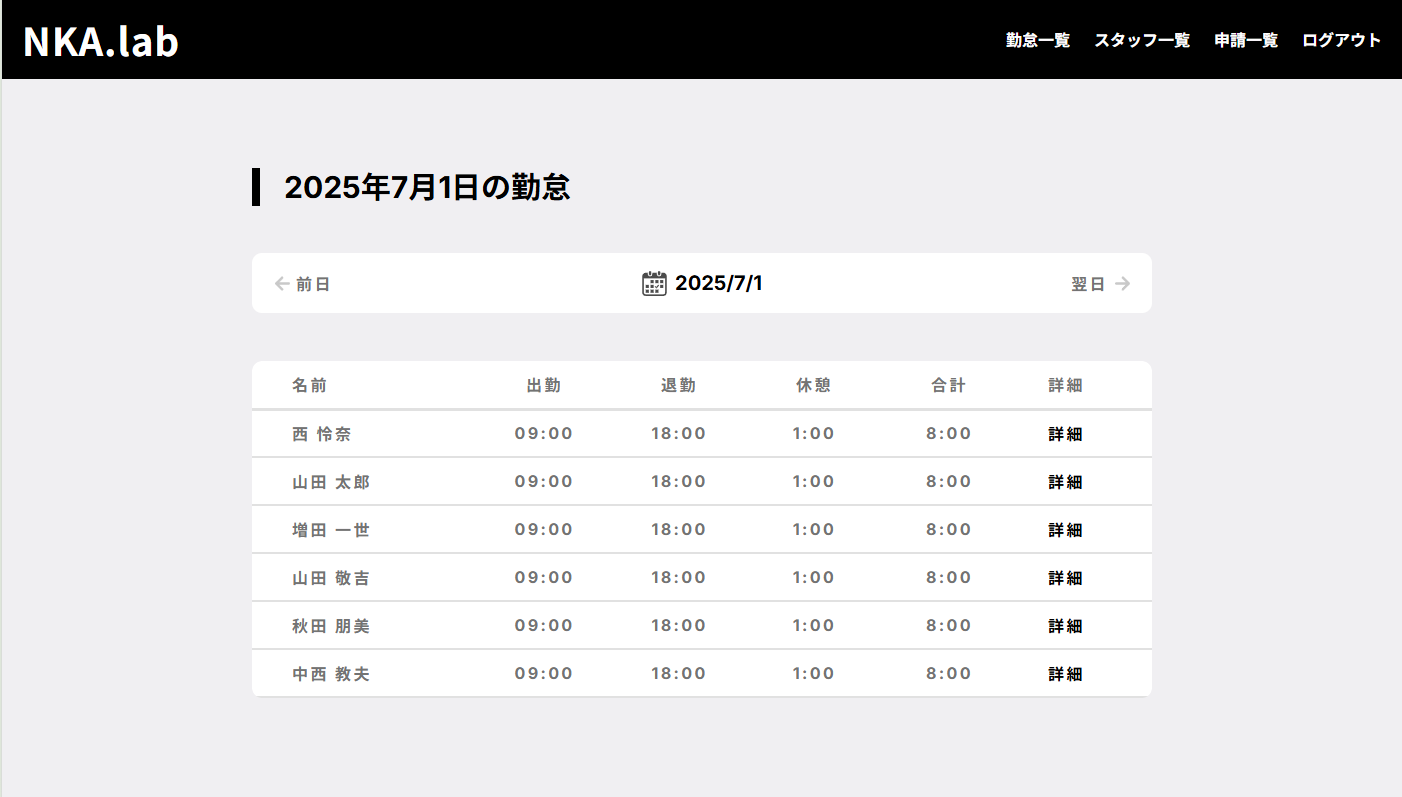 NKA.lab 勤怠一覧 スタッフ一覧 申請一覧 ログアウト
2025年7月1日の勤怠
← 前日 2025/7/1 翌日 →
名前 出勤 退勤 休憩 合計 詳細
西 怜奈 09:00 18:00 1:00 8:00 詳細
山田 太郎 09:00 18:00 1:00 8:00 詳細
増田 一世 09:00 18:00 1:00 8:00 詳細
山田 敬吉 09:00 18:00 1:00 8:00 詳細
秋田 朋美 09:00 18:00 1:00 8:00 詳細
中西 教夫 09:00 18:00 1:00 8:00 詳細